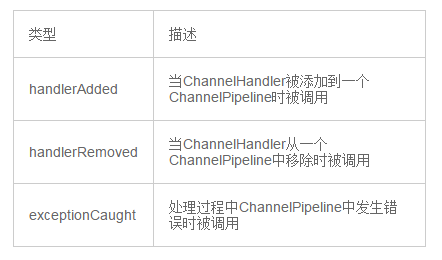 类型 描述
handlerAdded
当ChannelHandler被添加到一个
ChannelPipeline时被调用
handlerRemoved
当ChannelHandler从一个
ChannelPipeline中移除时被调用
exceptionCaught
处理过程中ChannelPipeline中发生错
误时被调用